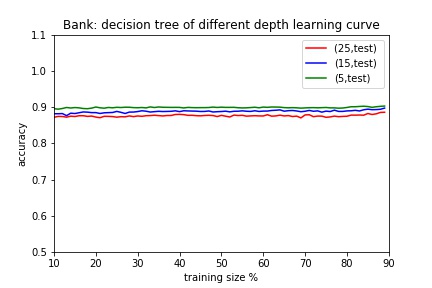 Bank: decision tree of different depth learning curve
1.1
1.0
0.9
0.8
0.7
0.6
0.5
accuracy
(25,test)
(15,test)
(5,test)
10 20 30 40 50 60 70 80 90
training size %